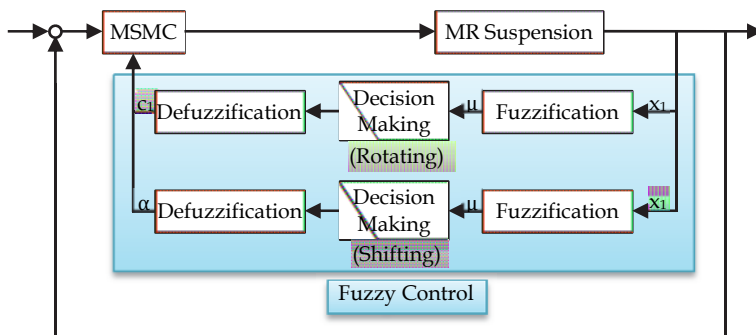 MSMC
MR Suspension
c1
Defuzzification
Decision
Making
μ
Fuzzification
x1
(Rotating)
α
Defuzzification
Decision
Making
μ
Fuzzification
x1
(Shifting)
Fuzzy Control